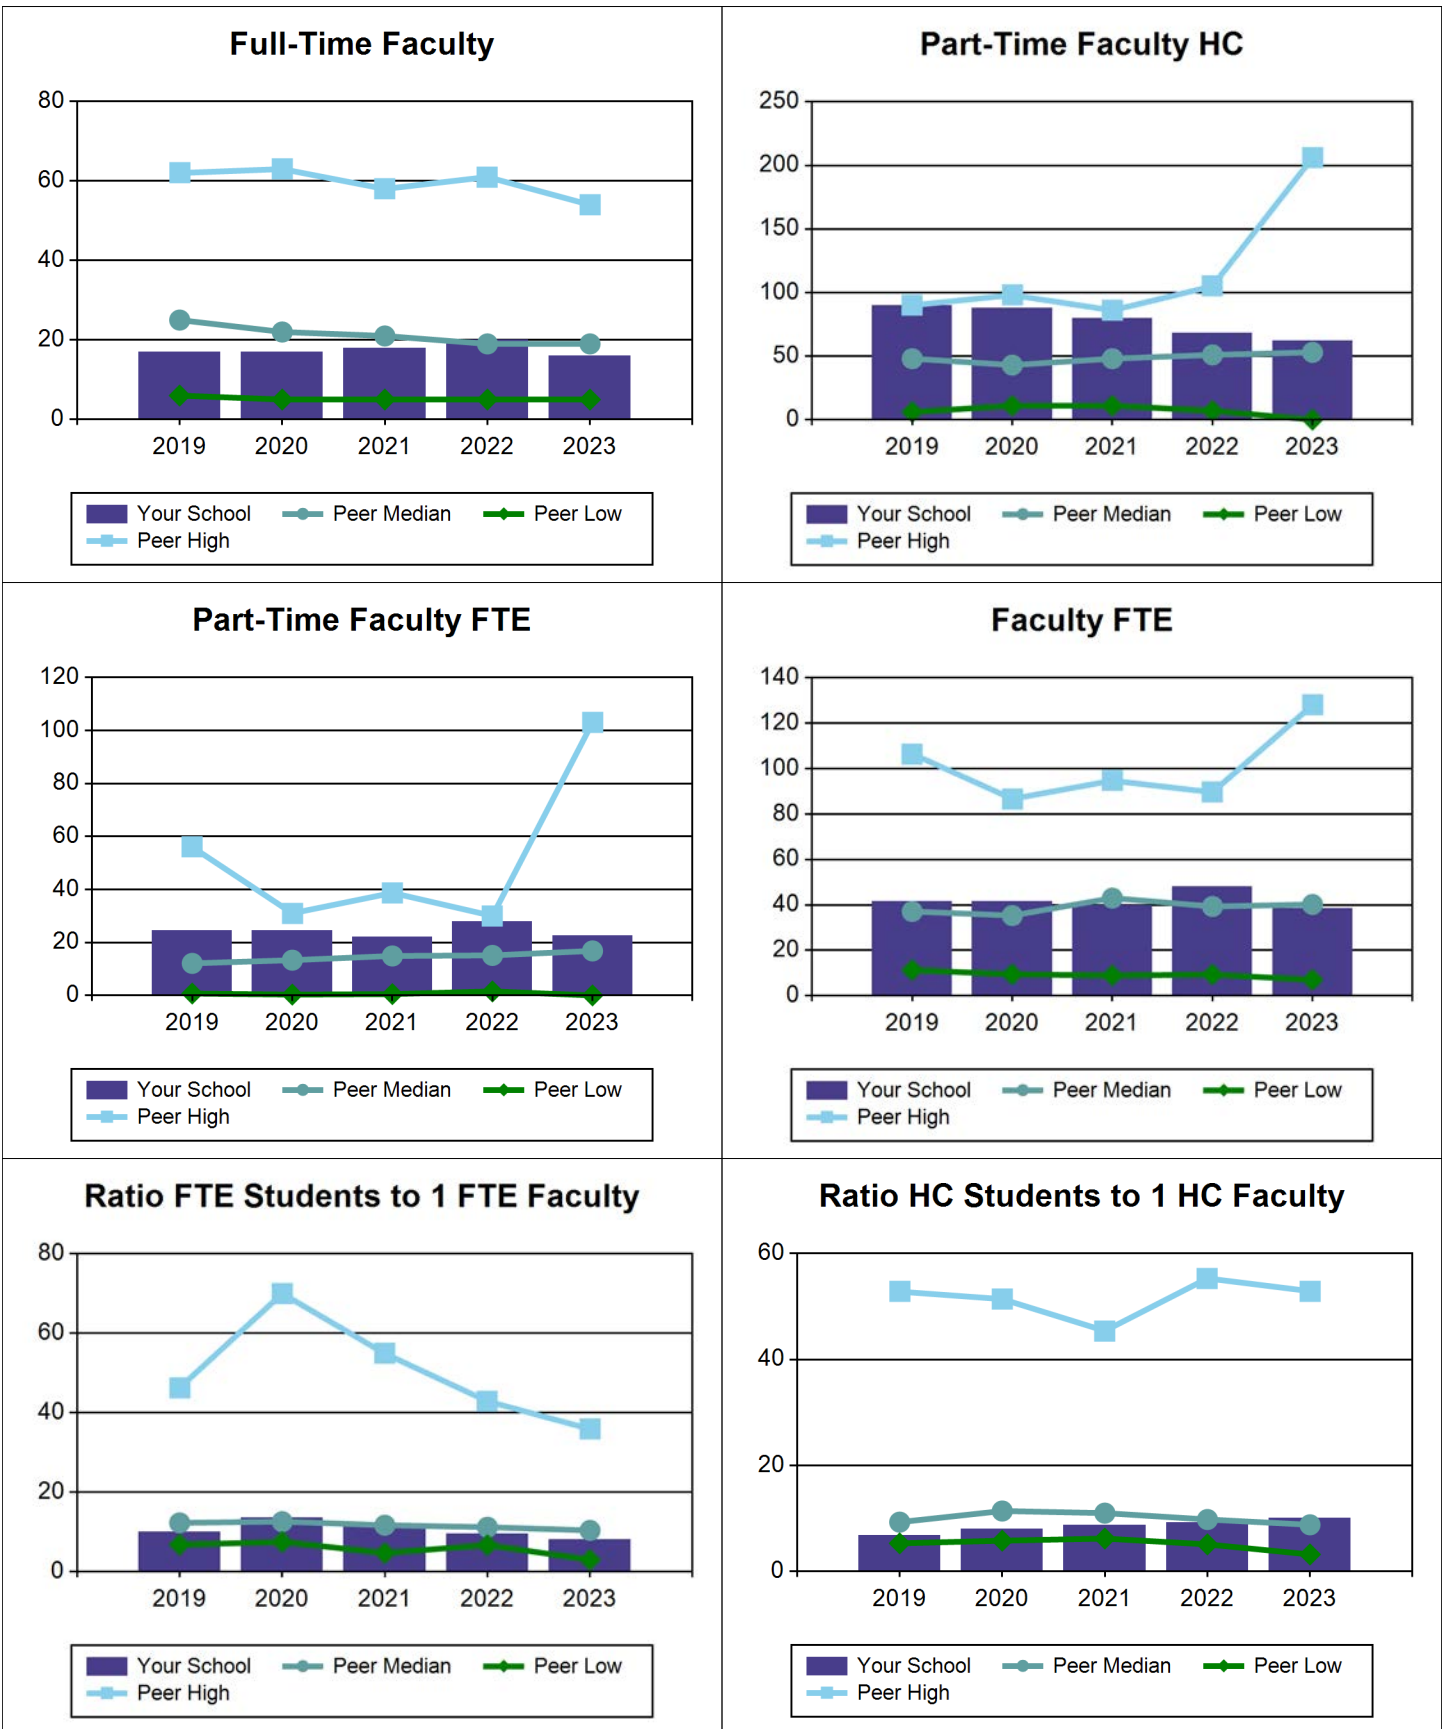 Full-Time Faculty
80
60
40
20
0
2019 2020 2021 2022 2023
Your School Peer Median Peer Low
Peer High
Part-Time Faculty HC
250
200
150
100
50
0
2019 2020 2021 2022 2023
Your School Peer Median Peer Low
Peer High
Part-Time Faculty FTE
120
100
80
60
40
20
0
2019 2020 2021 2022 2023
Your School Peer Median Peer Low
Peer High
Faculty FTE
140
120
100
80
60
40
20
0
2019 2020 2021 2022 2023
Your School Peer Median Peer Low
Peer High
Ratio FTE Students to 1 FTE Faculty
80
60
40
20
0
2019 2020 2021 2022 2023
Your School Peer Median Peer Low
Peer High
Ratio HC Students to 1 HC Faculty
60
40
20
0
2019 2020 2021 2022 2023
Your School Peer Median Peer Low
Peer High